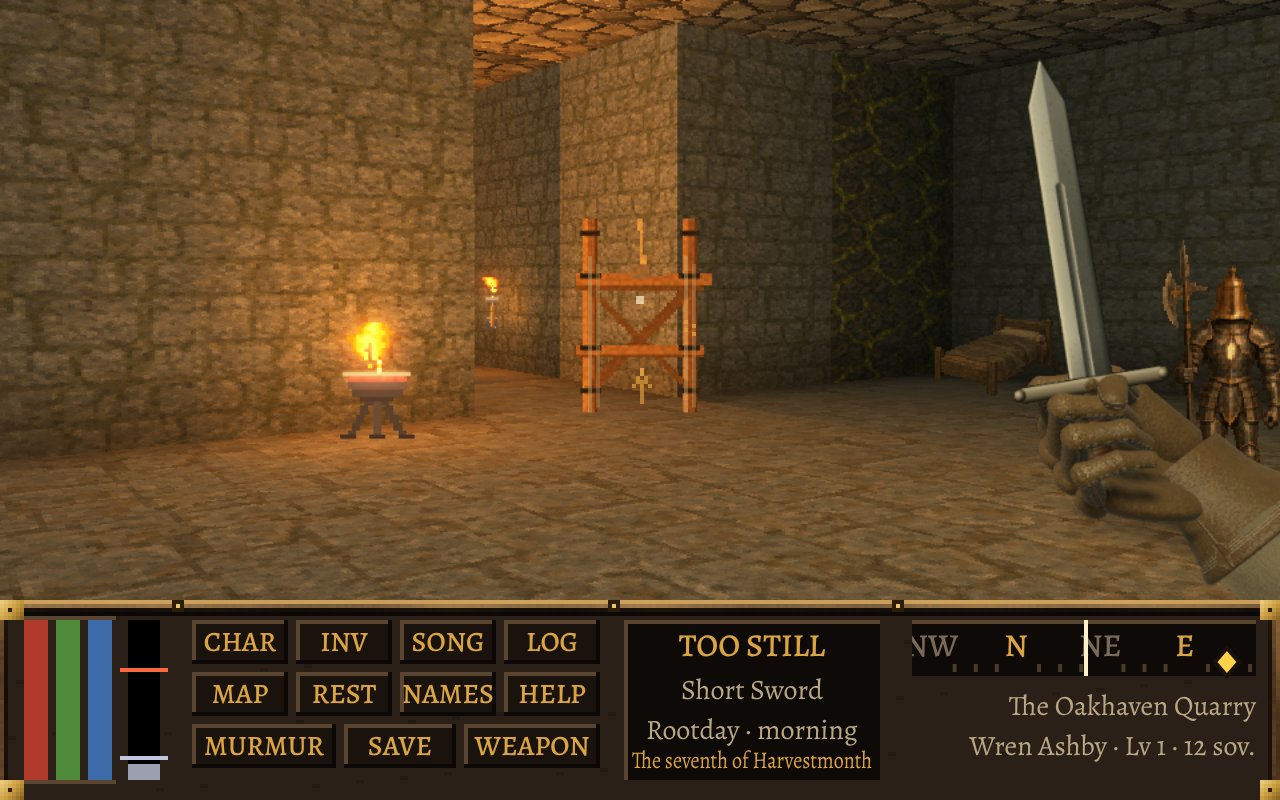 CHAR INV SONG LOG
MAP REST NAMES HELP
MURMUR SAVE WEAPON
TOO STILL
Short Sword
Rootday · morning
The seventh of Harvestmonth
NW N NE E
The Oakhaven Quarry
Wren Ashby · Lv 1 · 12 sov.